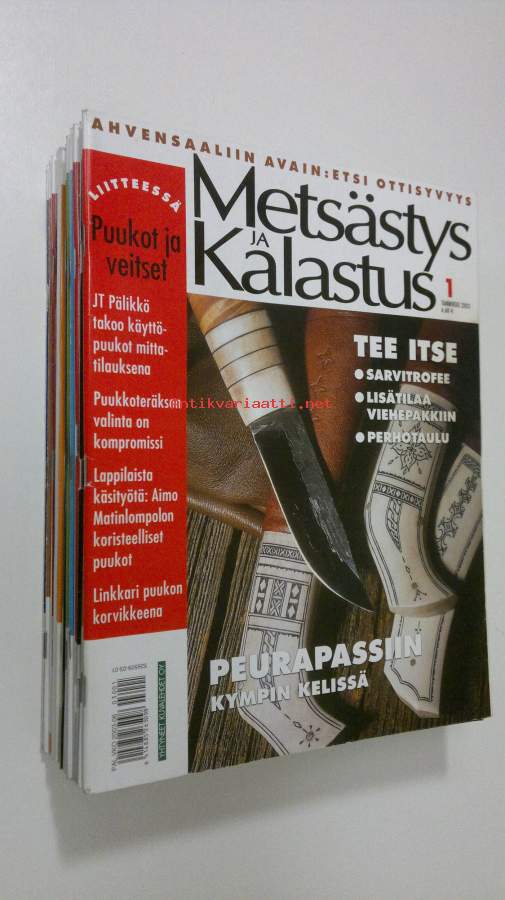 AHVENSAALIIN AVAIN: ETSI OTTISYVYYS
LIITTEESSÄ
Puukot ja
veitset
JT Pälikkö
takoo käyttö-
puukot mitta-
tilauksena
Puukkoteräksen
valinta on
kompromissi
Lappilaista
käsityötä: Aimo
Matinlompolon
koristeelliset
puukot
Linkkari puukon
korvikkeena
Metsästys
JA
Kalastus
1
TEE ITSE
SARVITROFEE
LISÄTILAA
VIEHEPAKKIIN
PERHOTAULU
antikvariaatti.net
PEURAPASSIIN
KYMPIN KELISSÄ
YHTYNEET KUVALEHDET OY